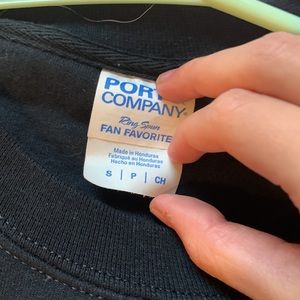 PORT
COMPANY
Ring Spun
FAN FAVORITE
Made in Honduras
Fabriqué au Honduras
Hecho en Honduras
S | P | CH